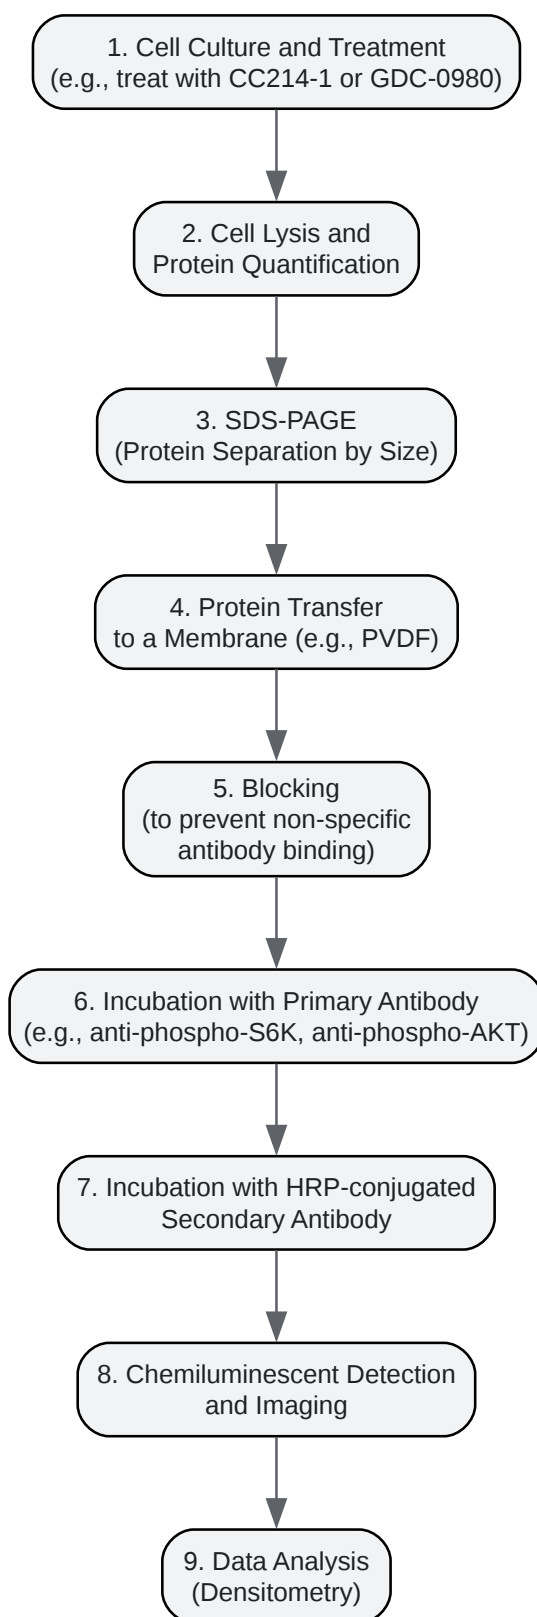 1. Cell Culture and Treatment
(e.g., treat with CC214-1 or GDC-0980)
2. Cell Lysis and
Protein Quantification
3. SDS-PAGE
(Protein Separation by Size)
4. Protein Transfer
to a Membrane (e.g., PVDF)
5. Blocking
(to prevent non-specific
antibody binding)
6. Incubation with Primary Antibody
(e.g., anti-phospho-S6K, anti-phospho-AKT)
7. Incubation with HRP-conjugated
Secondary Antibody
8. Chemiluminescent Detection
and Imaging
9. Data Analysis
(Densitometry)